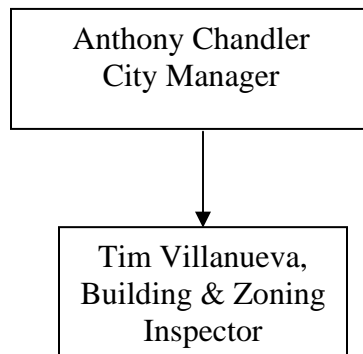 Anthony Chandler
City Manager
Tim Villanueva,
Building & Zoning
Inspector